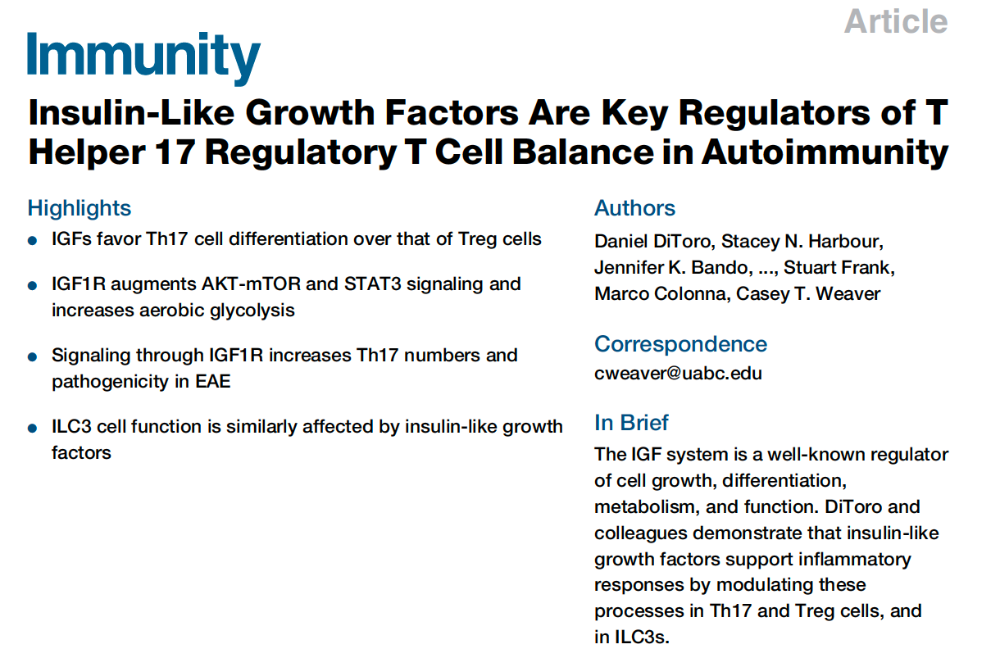 Article
Immunity
Insulin-Like Growth Factors Are Key Regulators of T
Helper 17 Regulatory T Cell Balance in Autoimmunity
Highlights
● IGFs favor Th17 cell differentiation over that of Treg cells
● IGF1R augments AKT-mTOR and STAT3 signaling and
increases aerobic glycolysis
● Signaling through IGF1R increases Th17 numbers and
pathogenicity in EAE
● ILC3 cell function is similarly affected by insulin-like growth
factors
Authors
Daniel DiToro, Stacey N. Harbour,
Jennifer K. Bando, ..., Stuart Frank,
Marco Colonna, Casey T. Weaver
Correspondence
cweaver@uabc.edu
In Brief
The IGF system is a well-known regulator
of cell growth, differentiation,
metabolism, and function. DiToro and
colleagues demonstrate that insulin-like
growth factors support inflammatory
responses by modulating these
processes in Th17 and Treg cells, and
in ILC3s.